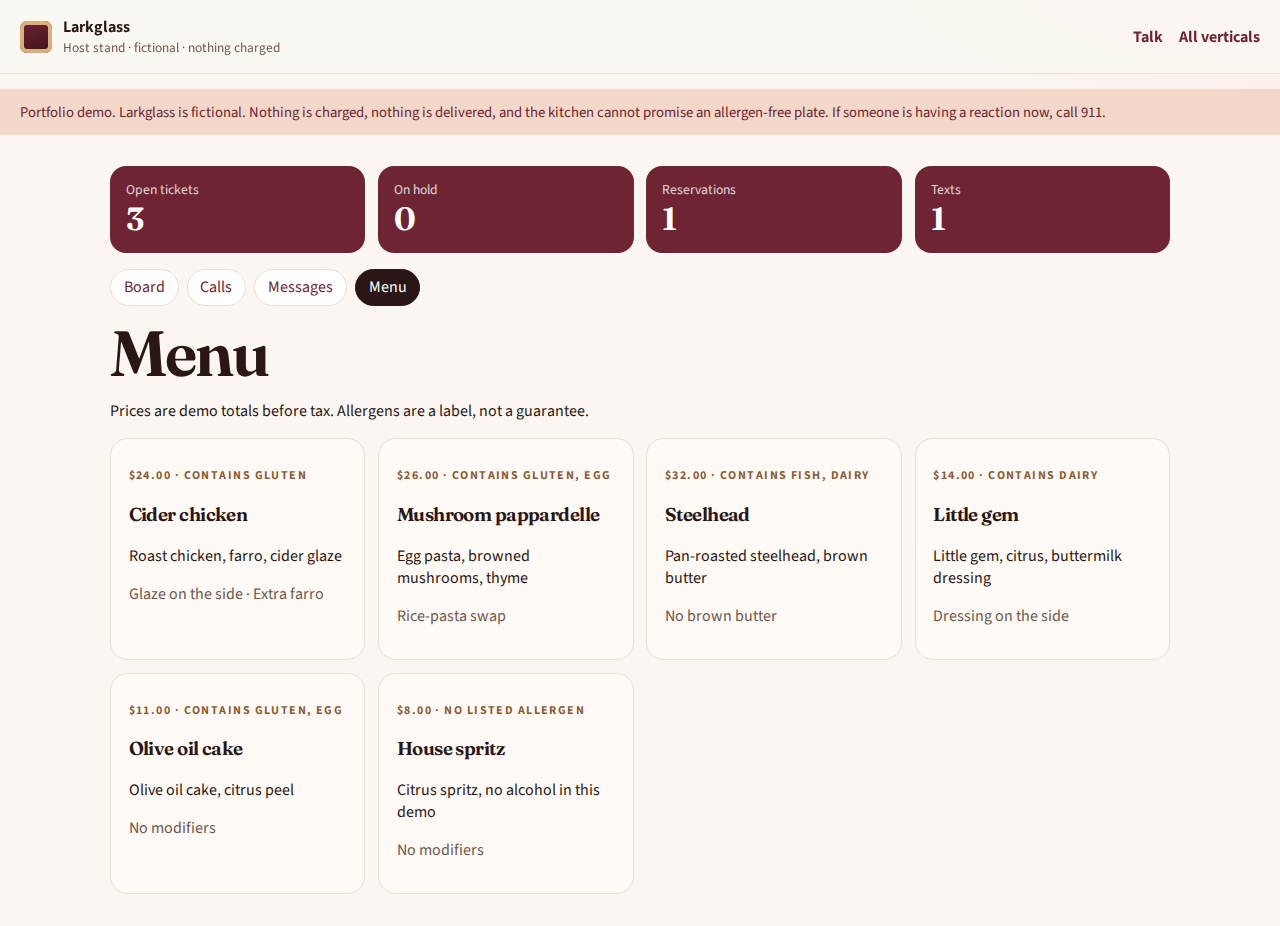 Larkglass
Host stand · fictional · nothing charged
Talk
All verticals
Portfolio demo. Larkglass is fictional. Nothing is charged, nothing is delivered, and the kitchen cannot promise an allergen-free plate. If someone is having a reaction now, call 911.
Open tickets
3
On hold
0
Reservations
1
Texts
1
Board
Calls
Messages
Menu
Menu
Prices are demo totals before tax. Allergens are a label, not a guarantee.
$24.00 · CONTAINS GLUTEN
Cider chicken
Roast chicken, farro, cider glaze
Glaze on the side · Extra farro
$26.00 · CONTAINS GLUTEN, EGG
Mushroom pappardelle
Egg pasta, browned
mushrooms, thyme
Rice-pasta swap
$32.00 · CONTAINS FISH, DAIRY
Steelhead
Pan-roasted steelhead, brown
butter
No brown butter
$14.00 · CONTAINS DAIRY
Little gem
Little gem, citrus, buttermilk
dressing
Dressing on the side
$11.00 · CONTAINS GLUTEN, EGG
Olive oil cake
Olive oil cake, citrus peel
No modifiers
$8.00 · NO LISTED ALLERGEN
House spritz
Citrus spritz, no alcohol in this
demo
No modifiers